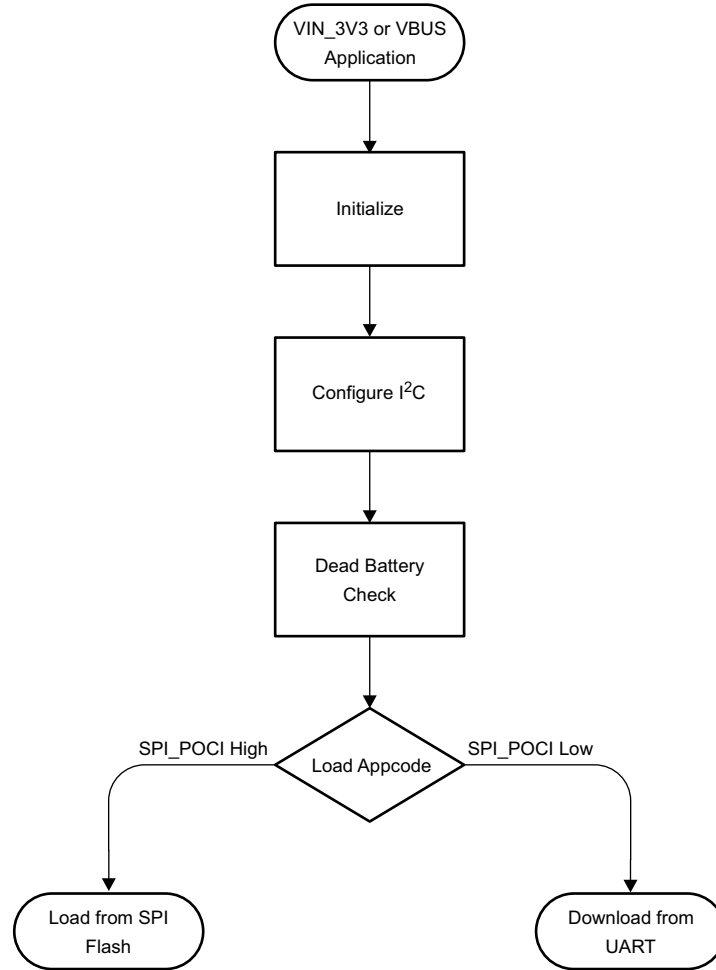 VIN_3V3 or VBUS
Application
Initialize
Configure I²C
Dead Battery
Check
SPI_POCI High
Load Appcode
SPI_POCI Low
Load from SPI
Flash
Download from
UART